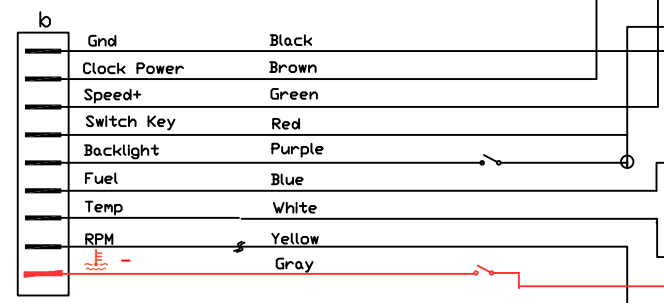 b
Gnd Black
Clock Power Brown
Speed+ Green
Switch Key Red
Backlight Purple
Fuel Blue
Temp White
RPM Yellow
- Gray